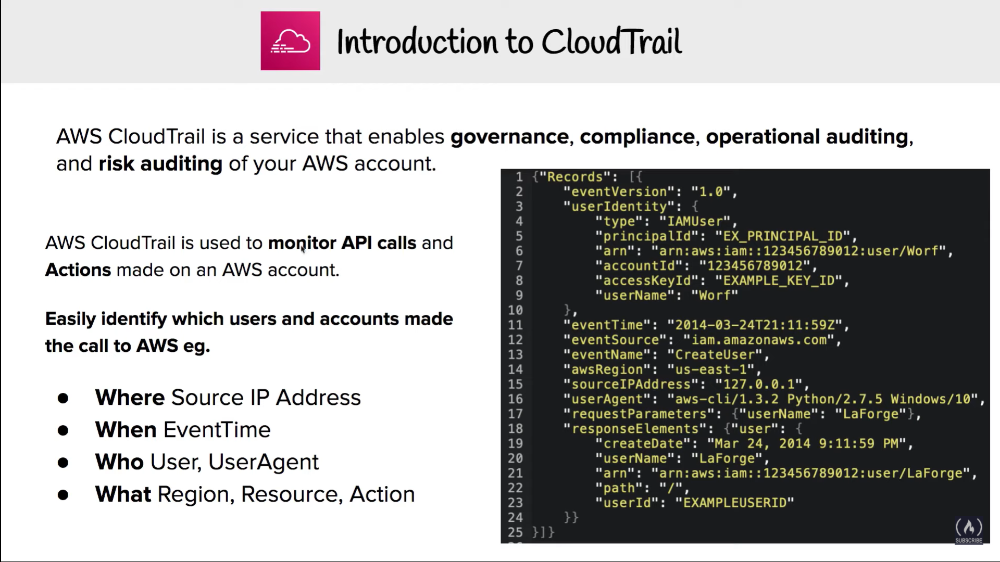 Introduction to CloudTrail
AWS CloudTrail is a service that enables governance, compliance, operational auditing,
and risk auditing of your AWS account.
AWS CloudTrail is used to monitor API calls and
Actions made on an AWS account.
Easily identify which users and accounts made
the call to AWS eg.
● Where Source IP Address
● When EventTime
● Who User, UserAgent
● What Region, Resource, Action
1 {"Records": [{
2 "eventVersion": "1.0",
3 "userIdentity": {
4 "type": "IAMUser",
5 "principalId": "EX_PRINCIPAL_ID",
6 "arn": "arn:aws:iam::123456789012:user/Worf",
7 "accountId": "123456789012",
8 "accessKeyId": "EXAMPLE_KEY_ID",
9 "userName": "Worf"
10 },
11 "eventTime": "2014-03-24T21:11:59Z",
12 "eventSource": "iam.amazonaws.com",
13 "eventName": "CreateUser",
14 "awsRegion": "us-east-1",
15 "sourceIPAddress": "127.0.0.1",
16 "userAgent": "aws-cli/1.3.2 Python/2.7.5 Windows/10",
17 "requestParameters": {"userName": "LaForge"},
18 "responseElements": {"user": {
19 "createDate": "Mar 24, 2014 9:11:59 PM",
20 "userName": "LaForge",
21 "arn": "arn:aws:iam::123456789012:user/LaForge",
22 "path": "/",
23 "userId": "EXAMPLEUSERID"
24 }}
25 }]}
SUBSCRIBE